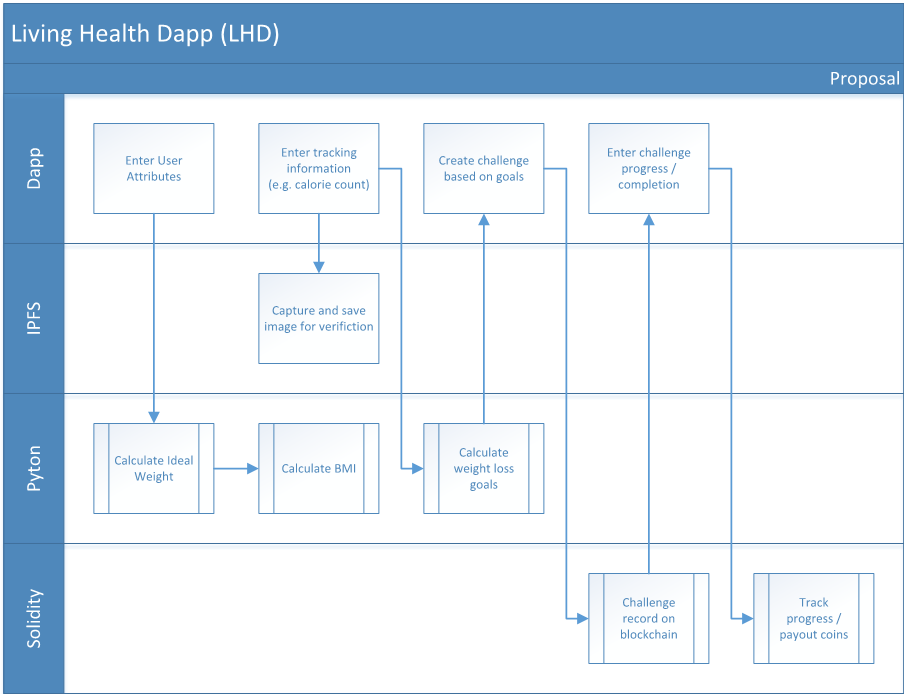 Living Health Dapp (LHD)
Proposal
Dapp
Enter User
Attributes
Enter tracking
information
(e.g. calorie count)
Create challenge
based on goals
Enter challenge
progress /
completion
IPFS
Capture and save
image for verifiction
Pyton
Calculate Ideal
Weight
Calculate BMI
Calculate
weight loss
goals
Solidity
Challenge
record on
blockchain
Track
progress /
payout coins